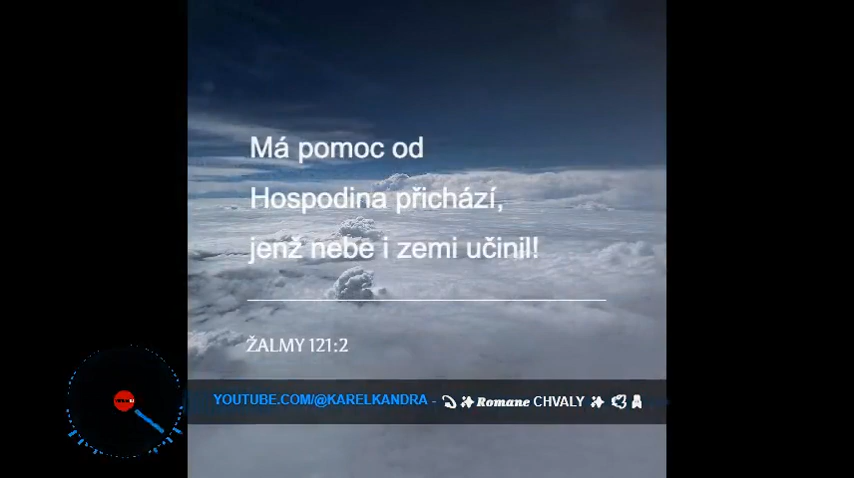 Má pomoc od
Hospodina přichází,
jenž nebe i zemi učinil!
ŽALMY 121:2
YOUTUBE.COM/@KARELKANDRA - Romane CHVALY